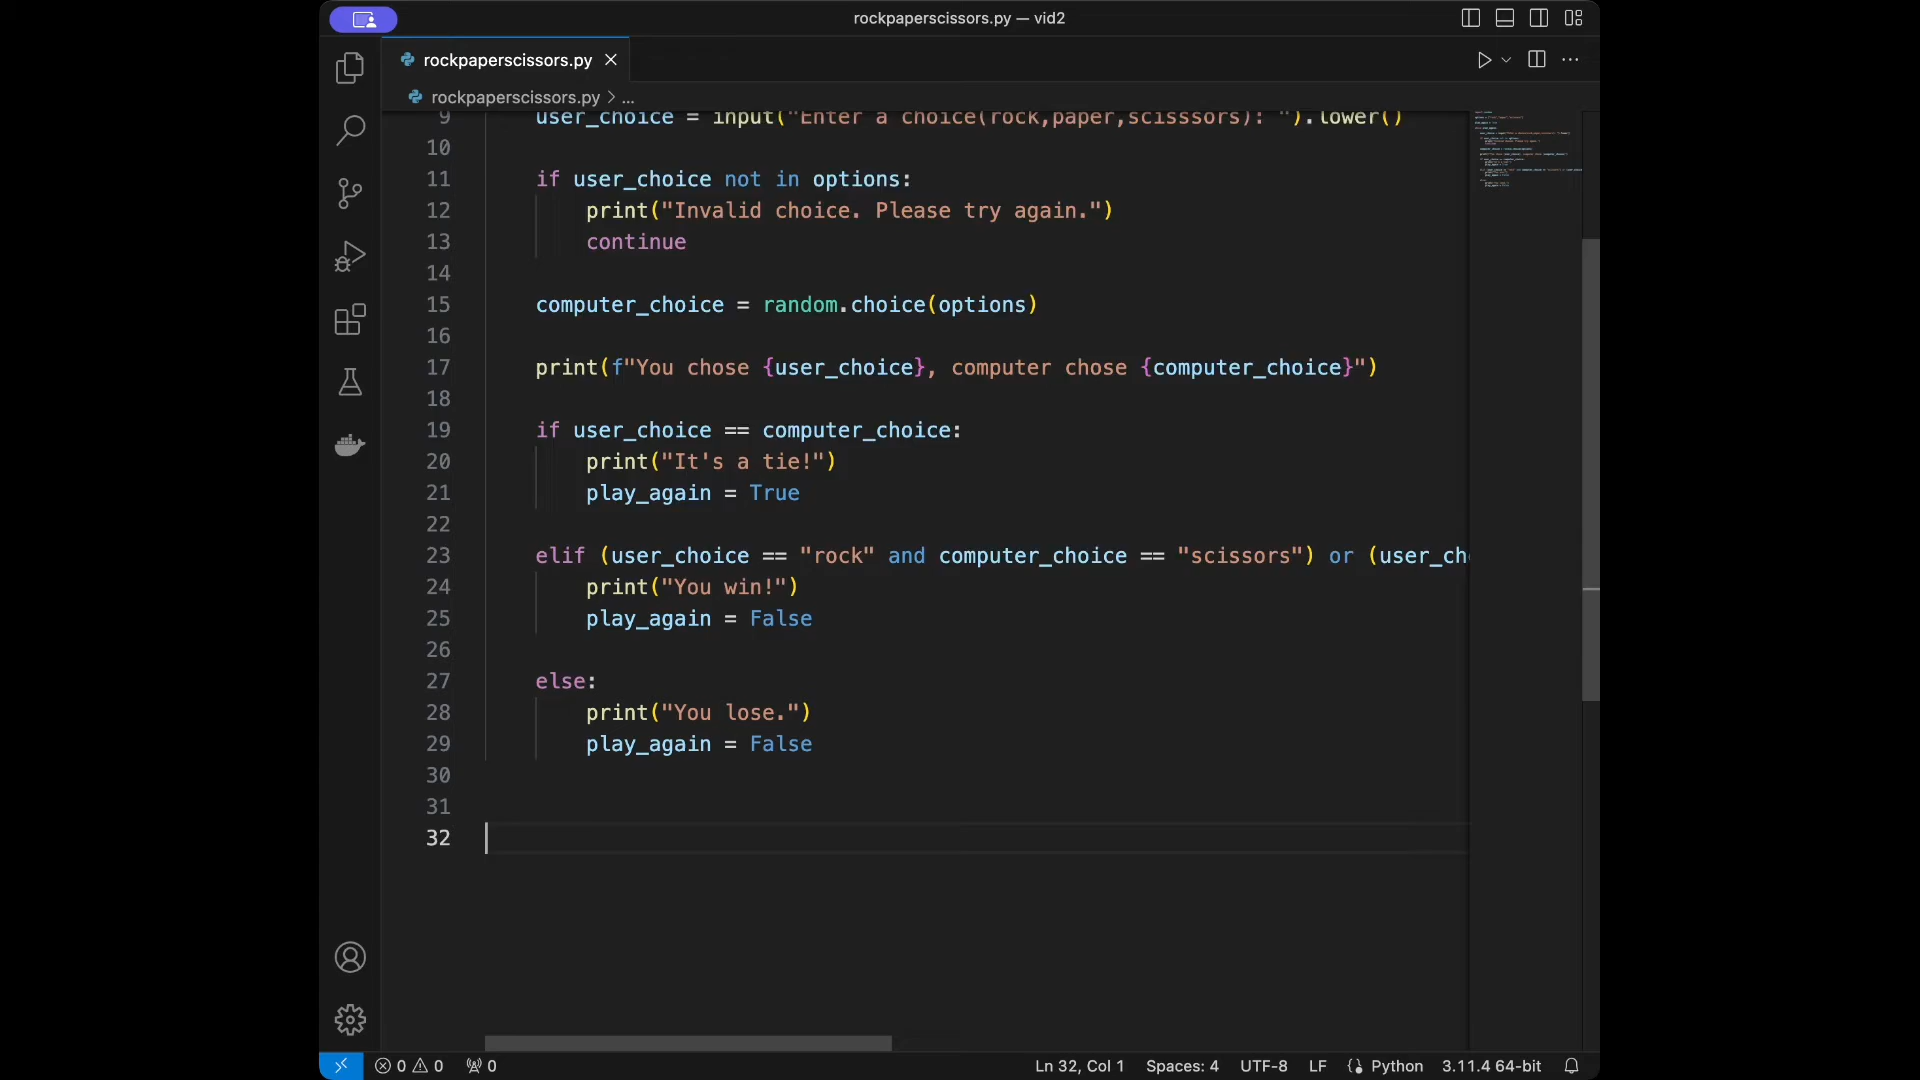 rockpaperscissors.py — vid2
rockpaperscissors.py
rockpaperscissors.py > ...
9 user_choice = input("Enter a choice(rock,paper,scisssors): ").lower()
10
11 if user_choice not in options:
12 print("Invalid choice. Please try again.")
13 continue
14
15 computer_choice = random.choice(options)
16
17 print(f"You chose {user_choice}, computer chose {computer_choice}")
18
19 if user_choice == computer_choice:
20 print("It's a tie!")
21 play_again = True
22
23 elif (user_choice == "rock" and computer_choice == "scissors") or (user_ch
24 print("You win!")
25 play_again = False
26
27 else:
28 print("You lose.")
29 play_again = False
30
31
32
0 0 0 Ln 32, Col 1 Spaces: 4 UTF-8 LF Python 3.11.4 64-bit